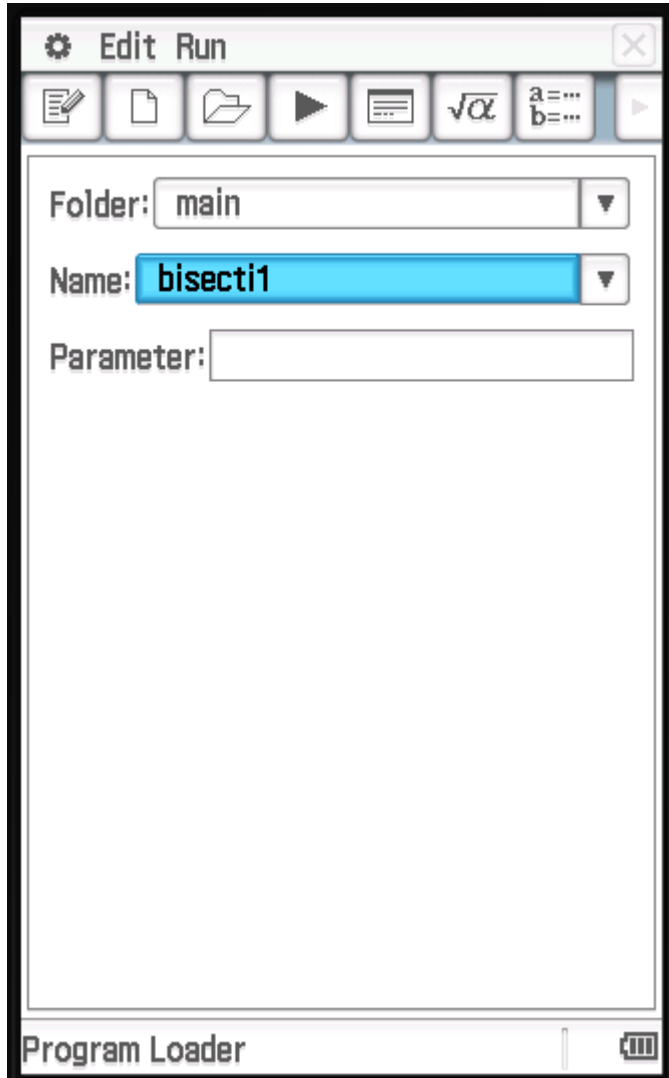 Edit Run
√α a=… b=…
Folder: main
Name: bisecti1
Parameter:
Program Loader